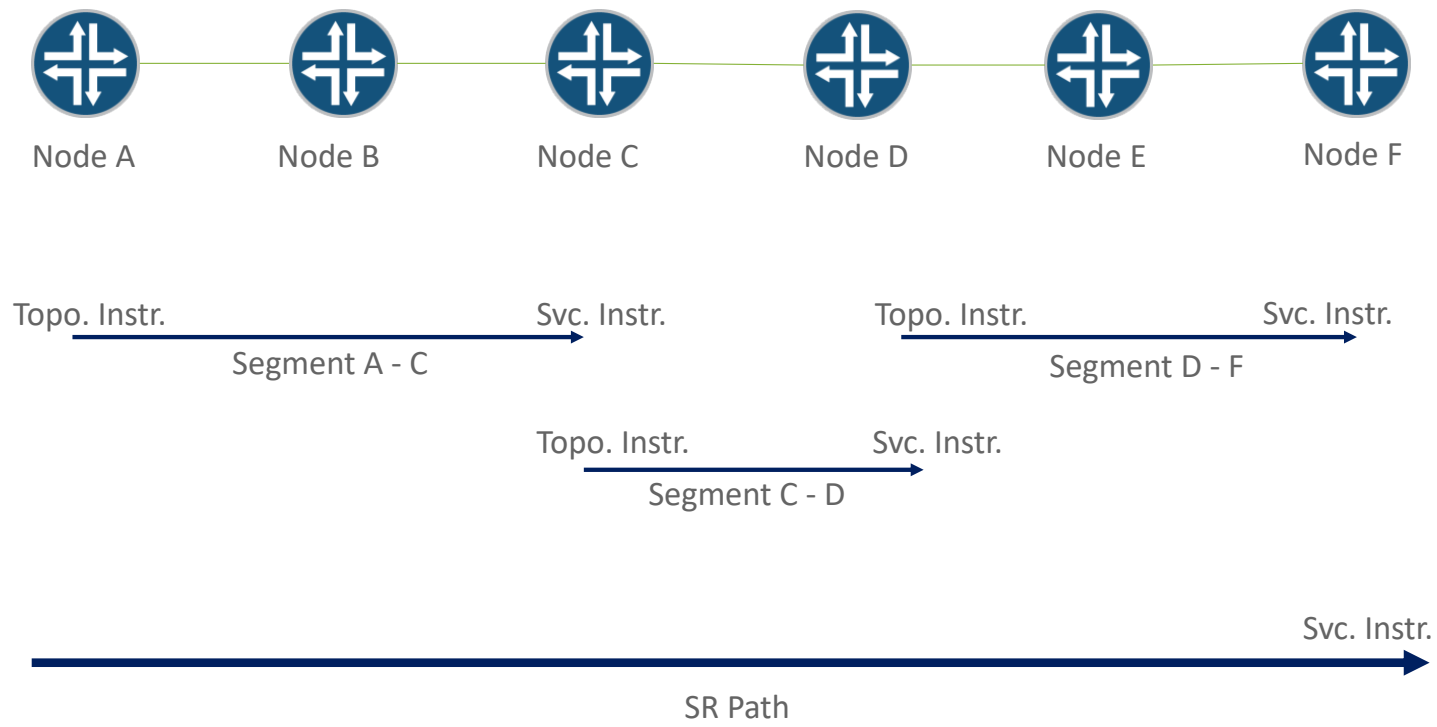 Node A
Node B
Node C
Node D
Node E
Node F
Topo. Instr.
Svc. Instr.
Topo. Instr.
Svc. Instr.
Segment A - C
Segment D - F
Topo. Instr.
Svc. Instr.
Segment C - D
Svc. Instr.
SR Path